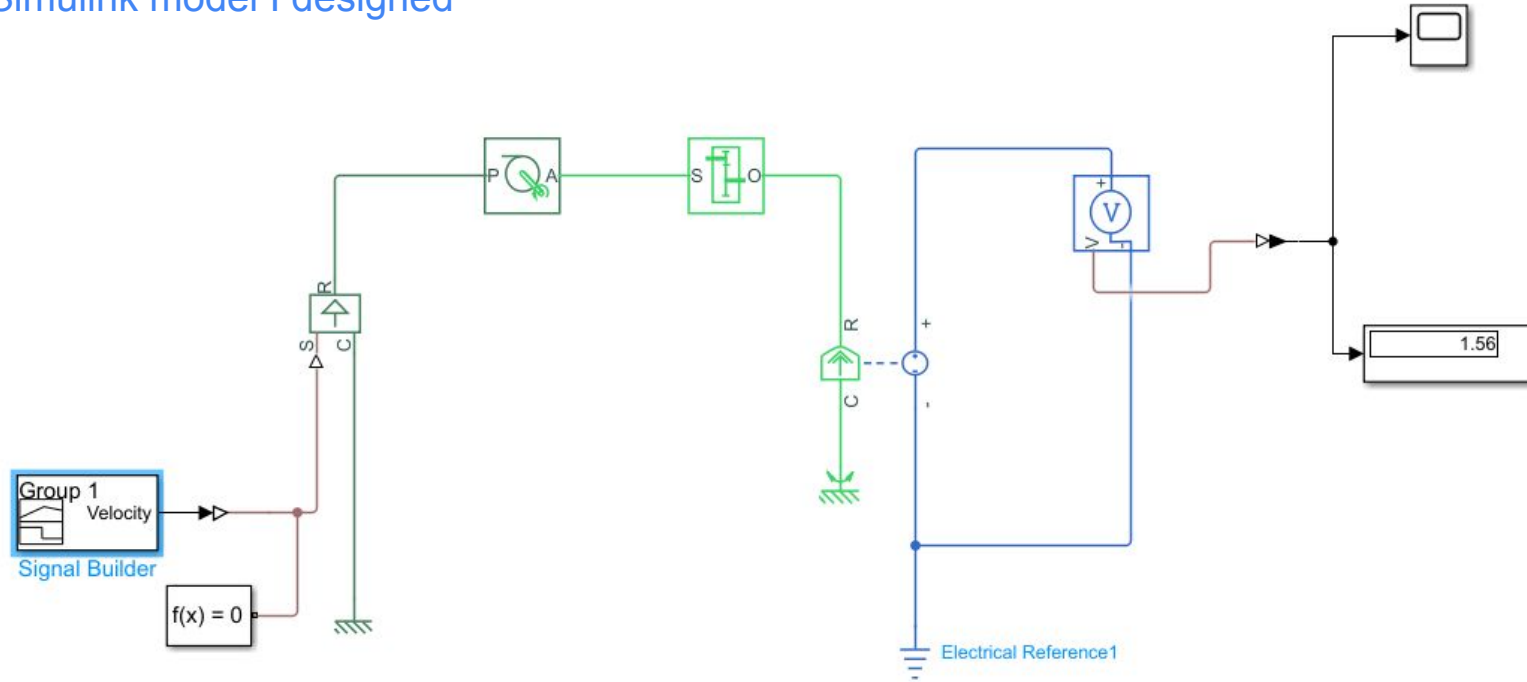 Simulink model I designed
P
A
S
O
+
V
V
-
R
S
C
R
C
+
-
1.56
Group 1
Velocity
Signal Builder
f(x) = 0
Electrical Reference1